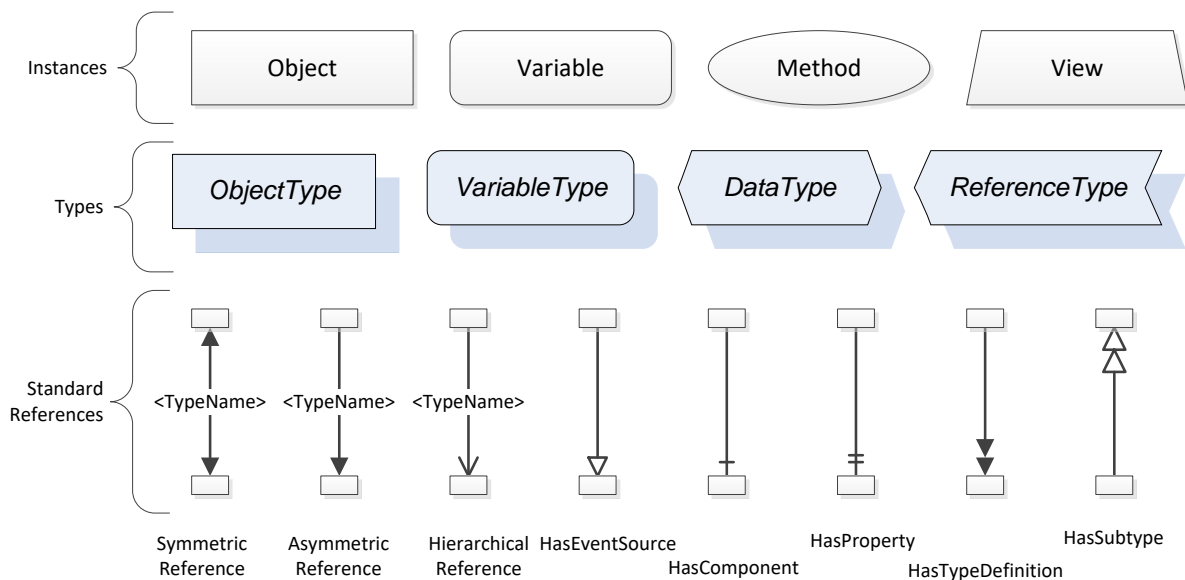 Instances
Object
Variable
Method
View
Types
ObjectType
VariableType
DataType
ReferenceType
Standard
References
<TypeName>
<TypeName>
<TypeName>
Symmetric
Reference
Asymmetric
Reference
Hierarchical
Reference
HasEventSource
HasComponent
HasProperty
HasTypeDefinition
HasSubtype